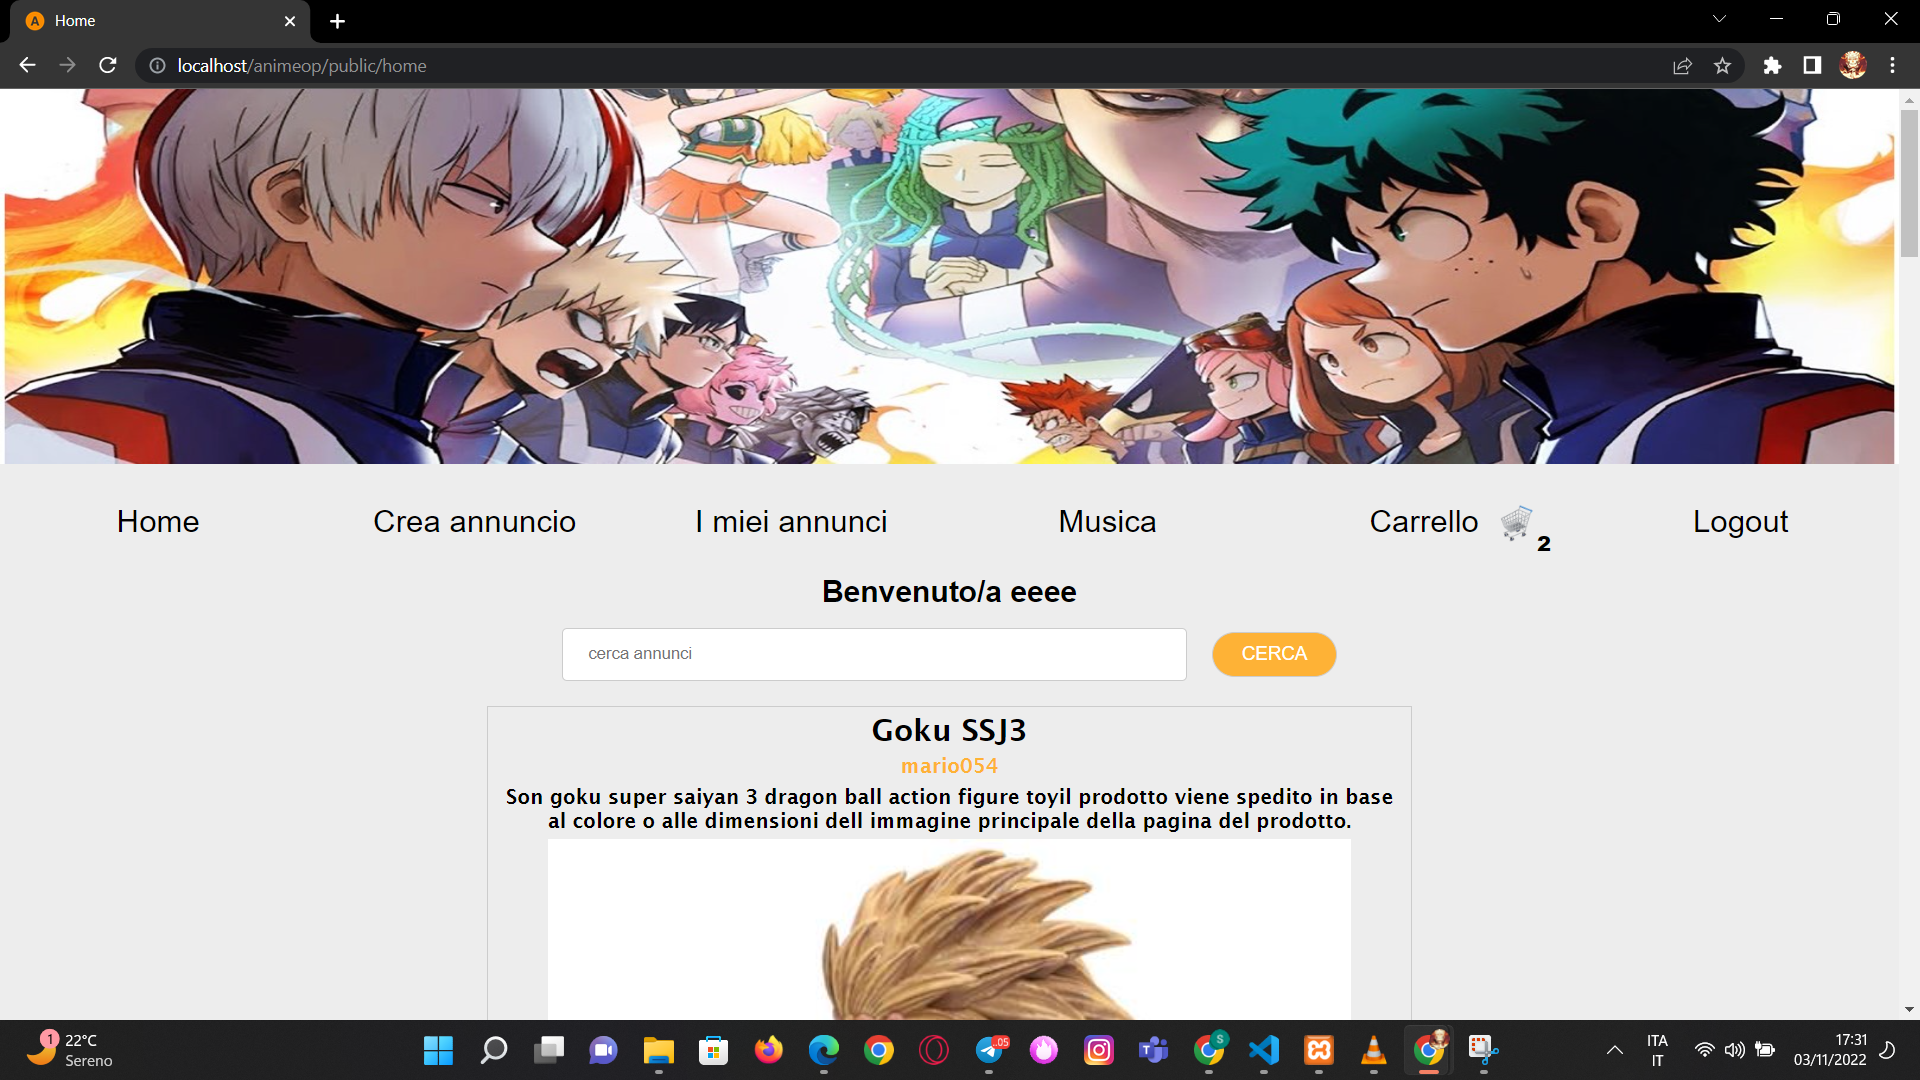 Home
localhost/animeop/public/home
Home Crea annuncio I miei annunci Musica Carrello 2 Logout
Benvenuto/a eeee
cerca annunci CERCA
Goku SSJ3
mario054
Son goku super saiyan 3 dragon ball action figure toyil prodotto viene spedito in base
al colore o alle dimensioni dell immagine principale della pagina del prodotto.
1 22°C
Sereno
.05
S
ITA
IT
17:31
03/11/2022